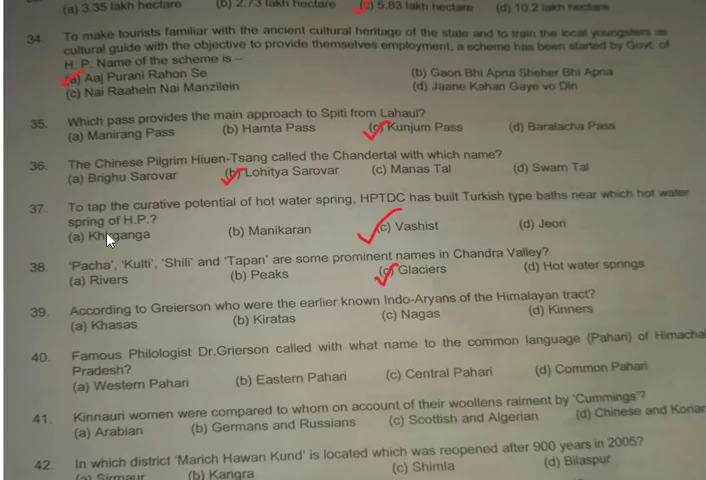 (a) 3.35 lakh hectare (b) 2.73 lakh hectare (c) 5.83 lakh hectare (d) 10.2 lakh hectare
34. To make tourists familiar with the ancient cultural heritage of the state and to train the local youngsters as
cultural guide with the objective to provide themselves employment, a scheme has been started by Govt. of
H. P. Name of the scheme is –
(a) Aaj Purani Rahon Se (b) Gaon Bhi Apna Sheher Bhi Apna
(c) Nai Raahein Nai Manzilein (d) Jaane Kahan Gaye vo Din
35. Which pass provides the main approach to Spiti from Lahaul?
(a) Manirang Pass (b) Hamta Pass (c) Kunjum Pass (d) Baralacha Pass
36. The Chinese Pilgrim Hiuen-Tsang called the Chandertal with which name?
(a) Brighu Sarovar (b) Lohitya Sarovar (c) Manas Tal (d) Swarn Tal
37. To tap the curative potential of hot water spring, HPTDC has built Turkish type baths near which hot water
spring of H.P.?
(a) Khirganga (b) Manikaran (c) Vashist (d) Jeori
38. 'Pacha', 'Kulti', 'Shili' and 'Tapan' are some prominent names in Chandra Valley?
(a) Rivers (b) Peaks (c) Glaciers (d) Hot water springs
39. According to Greierson who were the earlier known Indo-Aryans of the Himalayan tract?
(a) Khasas (b) Kiratas (c) Nagas (d) Kinners
40. Famous Philologist Dr.Grierson called with what name to the common language (Pahari) of Himachal
Pradesh?
(a) Western Pahari (b) Eastern Pahari (c) Central Pahari (d) Common Pahari
41. Kinnauri women were compared to whom on account of their woollens raiment by 'Cummings'?
(a) Arabian (b) Germans and Russians (c) Scottish and Algerian (d) Chinese and Korian
42. In which district 'Marich Hawan Kund' is located which was reopened after 900 years in 2005?
(a) Sirmaur (b) Kangra (c) Shimla (d) Bilaspur